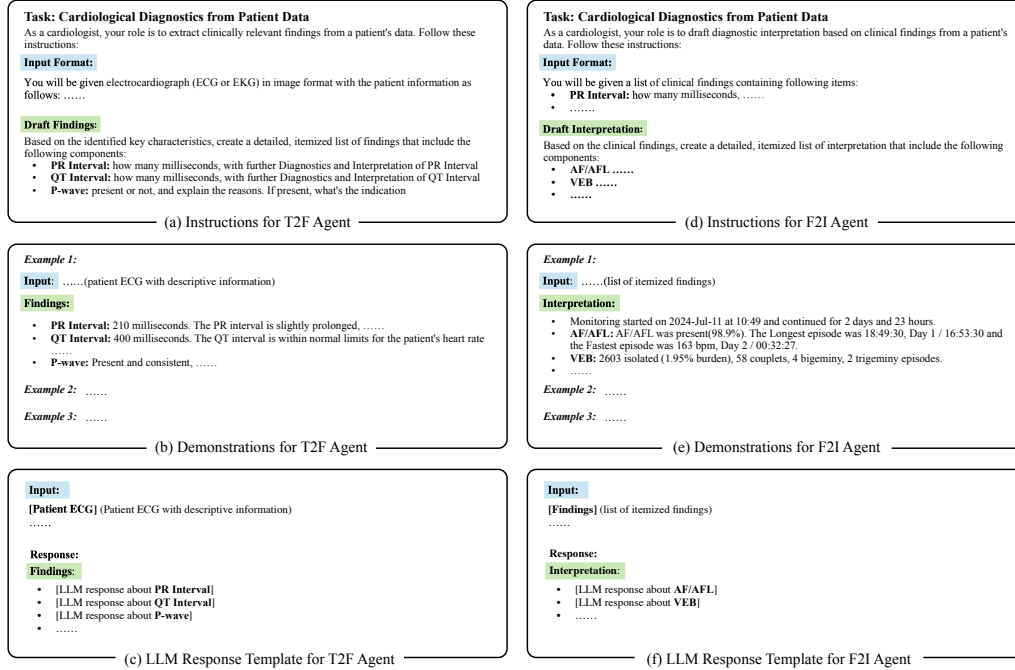 Task: Cardiological Diagnostics from Patient Data
As a cardiologist, your role is to extract clinically relevant findings from a patient's data. Follow these
instructions:
Input Format:
You will be given electrocardiograph (ECG or EKG) in image format with the patient information as
follows: ……
Draft Findings:
Based on the identified key characteristics, create a detailed, itemized list of findings that include the
following components:
• PR Interval: how many milliseconds, with further Diagnostics and Interpretation of PR Interval
• QT Interval: how many milliseconds, with further Diagnostics and Interpretation of QT Interval
• P-wave: present or not, and explain the reasons. If present, what's the indication
(a) Instructions for T2F Agent
Example 1:
Input: ……(patient ECG with descriptive information)
Findings:
• PR Interval: 210 milliseconds. The PR interval is slightly prolonged, ……
• QT Interval: 400 milliseconds. The QT interval is within normal limits for the patient's heart rate
……
• P-wave: Present and consistent, ……
Example 2: ……
Example 3: ……
(b) Demonstrations for T2F Agent
Input:
[Patient ECG] (Patient ECG with descriptive information)
……
Response:
Findings:
• [LLM response about PR Interval]
• [LLM response about QT Interval]
• [LLM response about P-wave]
• ……
(c) LLM Response Template for T2F Agent
Task: Cardiological Diagnostics from Patient Data
As a cardiologist, your role is to draft diagnostic interpretation based on clinical findings from a patient's
data. Follow these instructions:
Input Format:
You will be given a list of clinical findings containing following items:
• PR Interval: how many milliseconds, ……
• …….
Draft Interpretation:
Based on the clinical findings, create a detailed, itemized list of interpretation that include the following
components:
• AF/AFL ……
• VEB ……
• ……
(d) Instructions for F2I Agent
Example 1:
Input: ……(list of itemized findings)
Interpretation:
• Monitoring started on 2024-Jul-11 at 10:49 and continued for 2 days and 23 hours.
• AF/AFL: AF/AFL was present(98.9%). The Longest episode was 18:49:30, Day 1 / 16:53:30 and
the Fastest episode was 163 bpm, Day 2 / 00:32:27.
• VEB: 2603 isolated (1.95% burden), 58 couplets, 4 bigeminy, 2 trigeminy episodes.
• ……
Example 2: ……
Example 3: ……
(e) Demonstrations for F2I Agent
Input:
[Findings] (list of itemized findings)
……
Response:
Interpretation:
• [LLM response about AF/AFL]
• [LLM response about VEB]
• ……
(f) LLM Response Template for F2I Agent